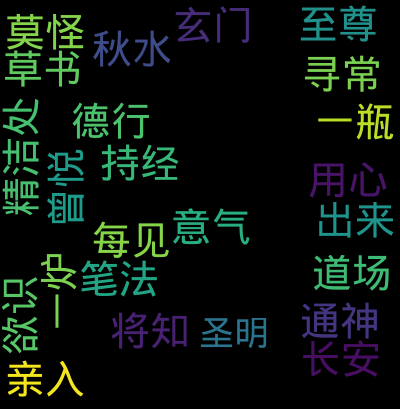 莫怪
草书
秋水
玄门
至尊
寻常
一瓶
德行
持经
精洁处
曾悦
用心
出来
每见
意气
一炉
笔法
道场
欲识
将知
圣明
通神
长安
亲入